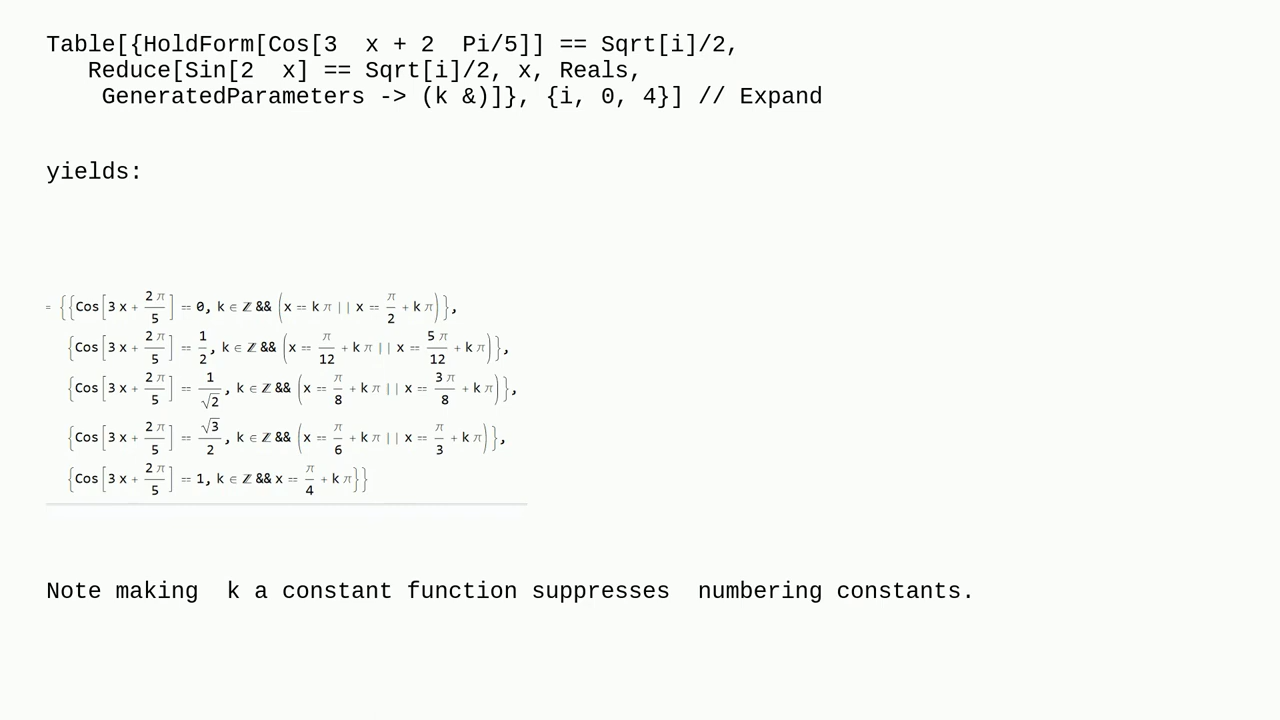 Table[{HoldForm[Cos[3  x + 2  Pi/5]] == Sqrt[i]/2,
Reduce[Sin[2  x] == Sqrt[i]/2, x, Reals,
GeneratedParameters -> (k &)]]}, {i, 0, 4}] // Expand
yields:
= {{Cos[3 x + 2 π/5] == 0, k ∈ ℤ && (x == k π || x == π/2 + k π)},
{Cos[3 x + 2 π/5] == 1/2, k ∈ ℤ && (x == π/12 + k π || x == 5 π/12 + k π)},
{Cos[3 x + 2 π/5] == 1/√2, k ∈ ℤ && (x == π/8 + k π || x == 3 π/8 + k π)},
{Cos[3 x + 2 π/5] == √3/2, k ∈ ℤ && (x == π/6 + k π || x == π/3 + k π)},
{Cos[3 x + 2 π/5] == 1, k ∈ ℤ && x == π/4 + k π}}
Note making  k a constant function suppresses  numbering constants.